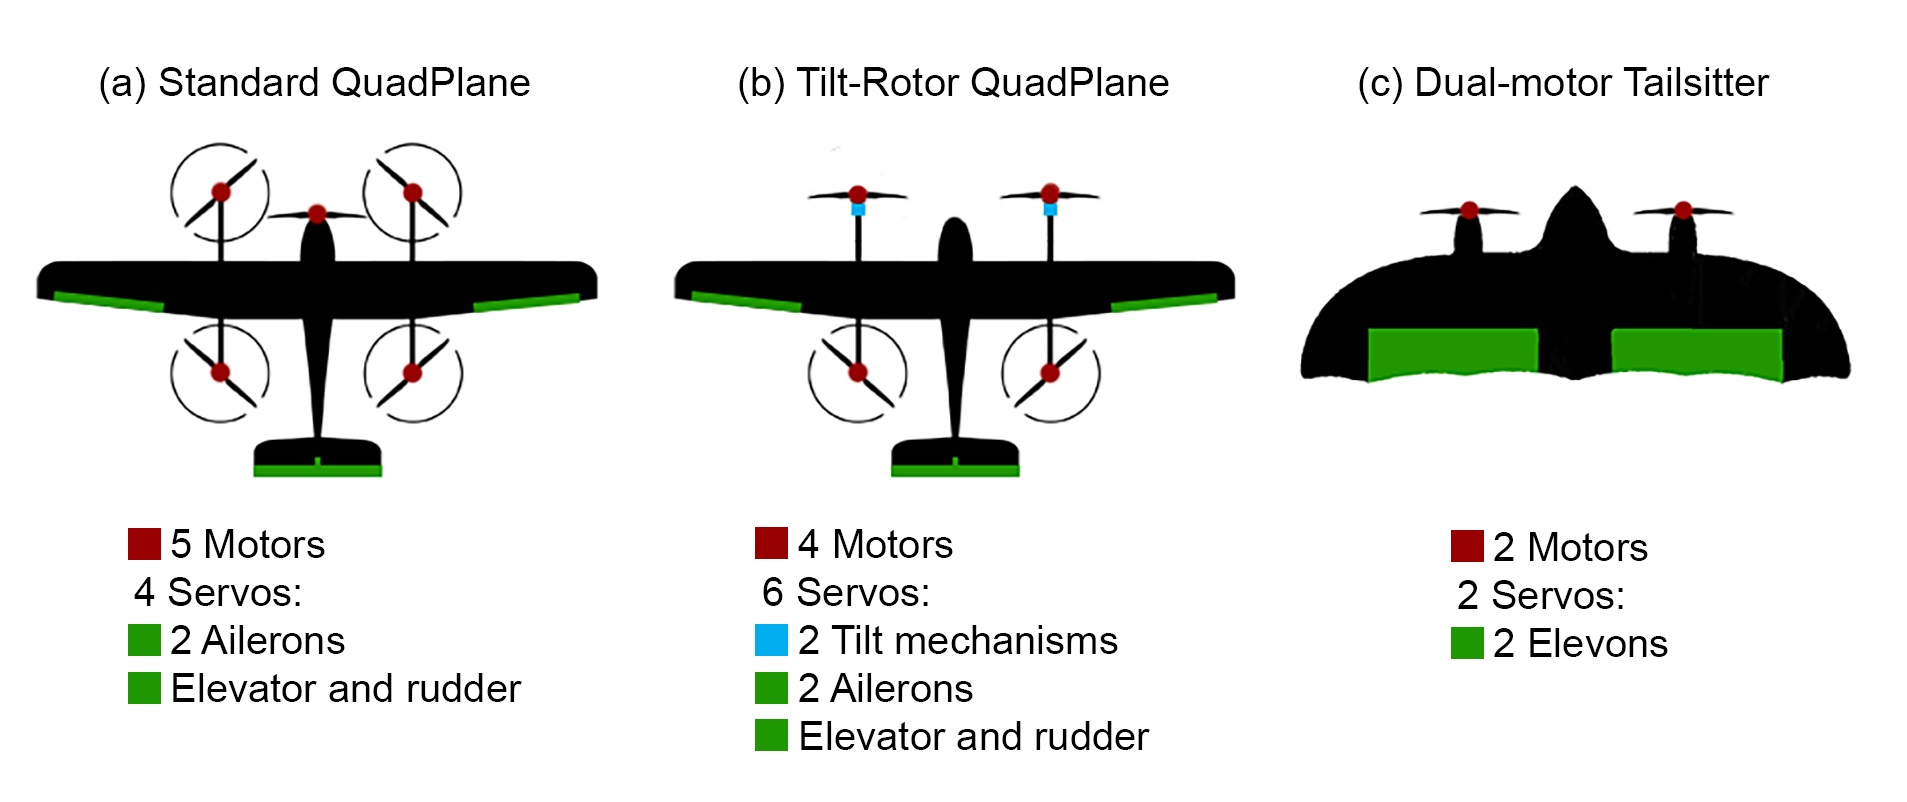 (a) Standard QuadPlane
(b) Tilt-Rotor QuadPlane
(c) Dual-motor Tailsitter
5 Motors
4 Servos:
2 Ailerons
Elevator and rudder
4 Motors
6 Servos:
2 Tilt mechanisms
2 Ailerons
Elevator and rudder
2 Motors
2 Servos:
2 Elevons